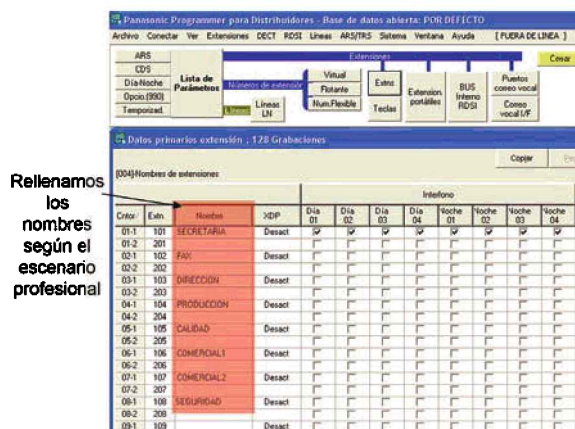 Panasonic Programmer para Distribuidores - Base de datos abierta: POR DEFECTO
Archivo Conectar Ver Extensiones DECT RDSI Líneas ARS/TRS Sistema Ventana Ayuda [ FUERA DE LINEA ]
ARS
CDS
Día-Noche
Opcio.(990)
Temporizad.
Lista de Parámetros
Extensiones
Números de extensión
Virtual
Flotante
Num.Flexible
Líneas LN
Extns
Teclas
Extension portátiles
BUS Interno RDSI
Puertos correo vocal
Correo vocal I/F
Cerrar
Datos primarios extensión ; 128 Grabaciones
Copiar
[004]-Nombres de extensiones
Rellenamos
los
nombres
según el
escenario
profesional
Interfono
Cntor/ Extn. Nombre XDP Día 01 Día 02 Día 03 Día 04 Noche 01 Noche 02 Noche 03 Noche 04
01-1 101 SECRETARIA Desact
01-2 201
02-1 102 FAX Desact
02-2 202
03-1 103 DIRECCION Desact
03-2 203
04-1 104 PRODUCCION Desact
04-2 204
05-1 105 CALIDAD Desact
05-2 205
06-1 106 COMERCIAL1 Desact
06-2 206
07-1 107 COMERCIAL2 Desact
07-2 207
08-1 108 SEGURIDAD Desact
08-2 208
09-1 109 Desact